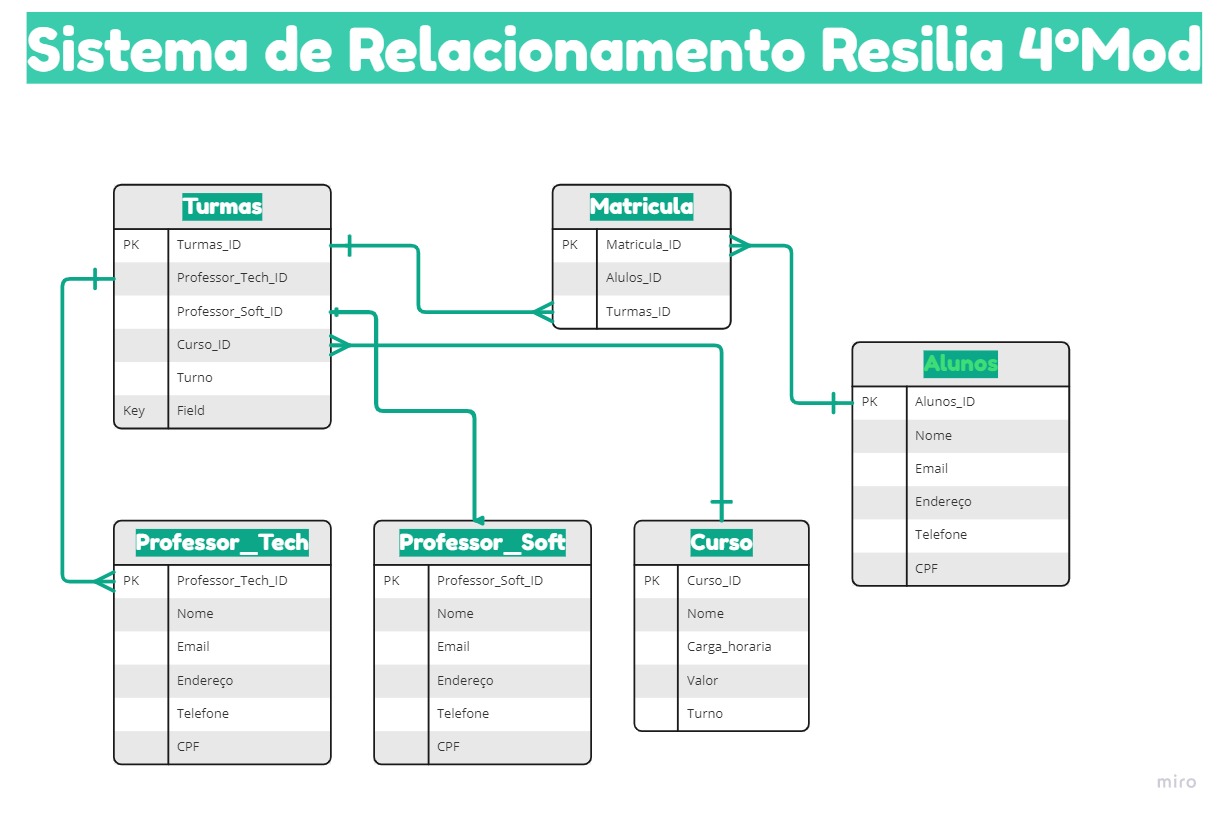 Sistema de Relacionamento Resilia 4ºMod
Turmas
PK Turmas_ID
Professor_Tech_ID
Professor_Soft_ID
Curso_ID
Turno
Key Field
Matricula
PK Matricula_ID
Alulos_ID
Turmas_ID
Alunos
PK Alunos_ID
Nome
Email
Endereço
Telefone
CPF
Professor_Tech
PK Professor_Tech_ID
Nome
Email
Endereço
Telefone
CPF
Professor_Soft
PK Professor_Soft_ID
Nome
Email
Endereço
Telefone
CPF
Curso
PK Curso_ID
Nome
Carga_horaria
Valor
Turno
miro